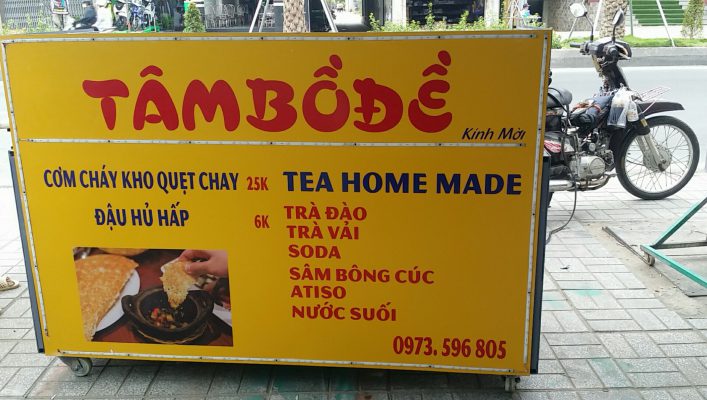 TÂM BỒ ĐỀ
Kính Mời
CƠM CHÁY KHO QUẸT CHAY 25K
ĐẬU HỦ HẤP 6K
TEA HOME MADE
TRÀ ĐÀO
TRÀ VẢI
SODA
SÂM BÔNG CÚC
ATISO
NƯỚC SUỐI
0973. 596 805